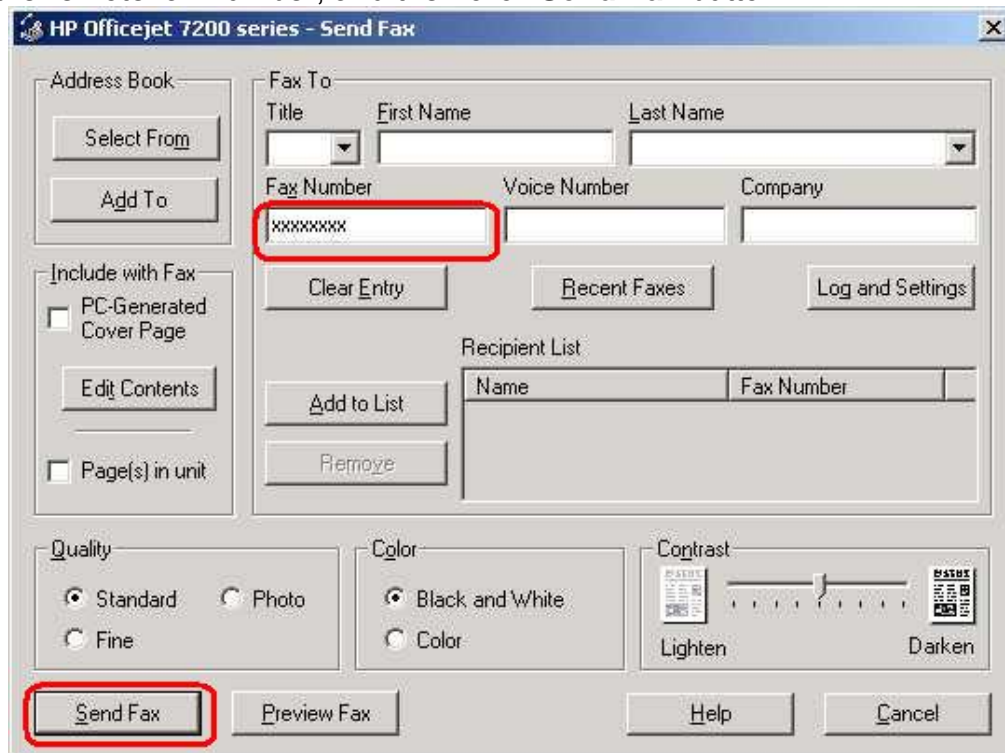 HP Officejet 7200 series - Send Fax
Address Book
Select From
Add To
Include with Fax
PC-Generated
Cover Page
Edit Contents
Page(s) in unit
Fax To
Title First Name Last Name
Fax Number Voice Number Company
xxxxxxxx
Clear Entry Recent Faxes Log and Settings
Recipient List
Add to List
Remove
Name Fax Number
Quality
Standard Photo
Fine
Color
Black and White
Color
Contrast
Lighten Darken
Send Fax Preview Fax Help Cancel